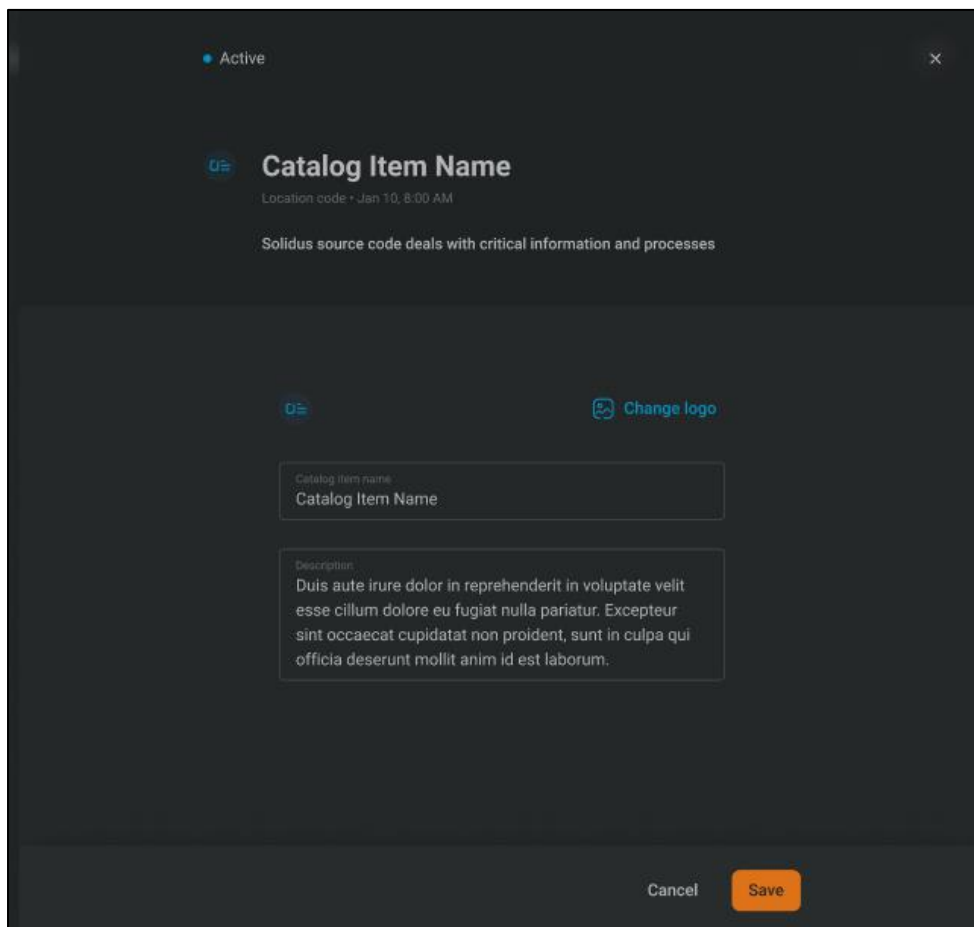 Active
Catalog Item Name
Location code • Jan 10, 8:00 AM
Solidus source code deals with critical information and processes
Change logo
Catalog item name
Catalog Item Name
Description
Duis aute irure dolor in reprehenderit in voluptate velit
esse cillum dolore eu fugiat nulla pariatur. Excepteur
sint occaecat cupidatat non proident, sunt in culpa qui
officia deserunt mollit anim id est laborum.
Cancel
Save